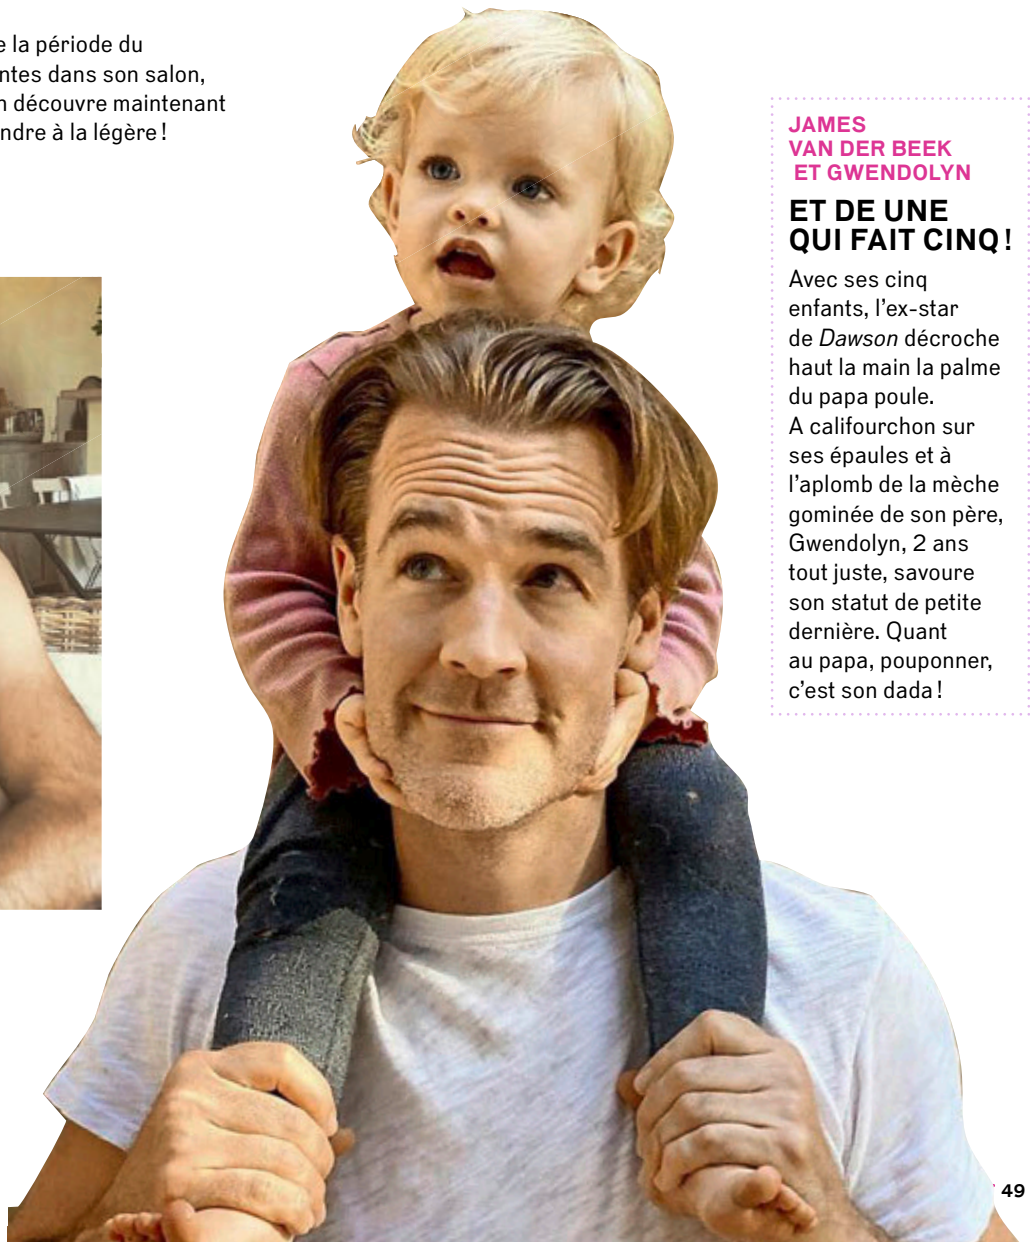 la période du
dans son salon,
découvre maintenant
à la légère !
JAMES
VAN DER BEEK
ET GWENDOLYN
ET DE UNE
QUI FAIT CINQ !
Avec ses cinq
enfants, l’ex-star
de Dawson décroche
haut la main la palme
du papa poule.
A califourchon sur
ses épaules et à
l’aplomb de la mèche
gominée de son père,
Gwendolyn, 2 ans
tout juste, savoure
son statut de petite
dernière. Quant
au papa, pouponner,
c’est son dada !
49